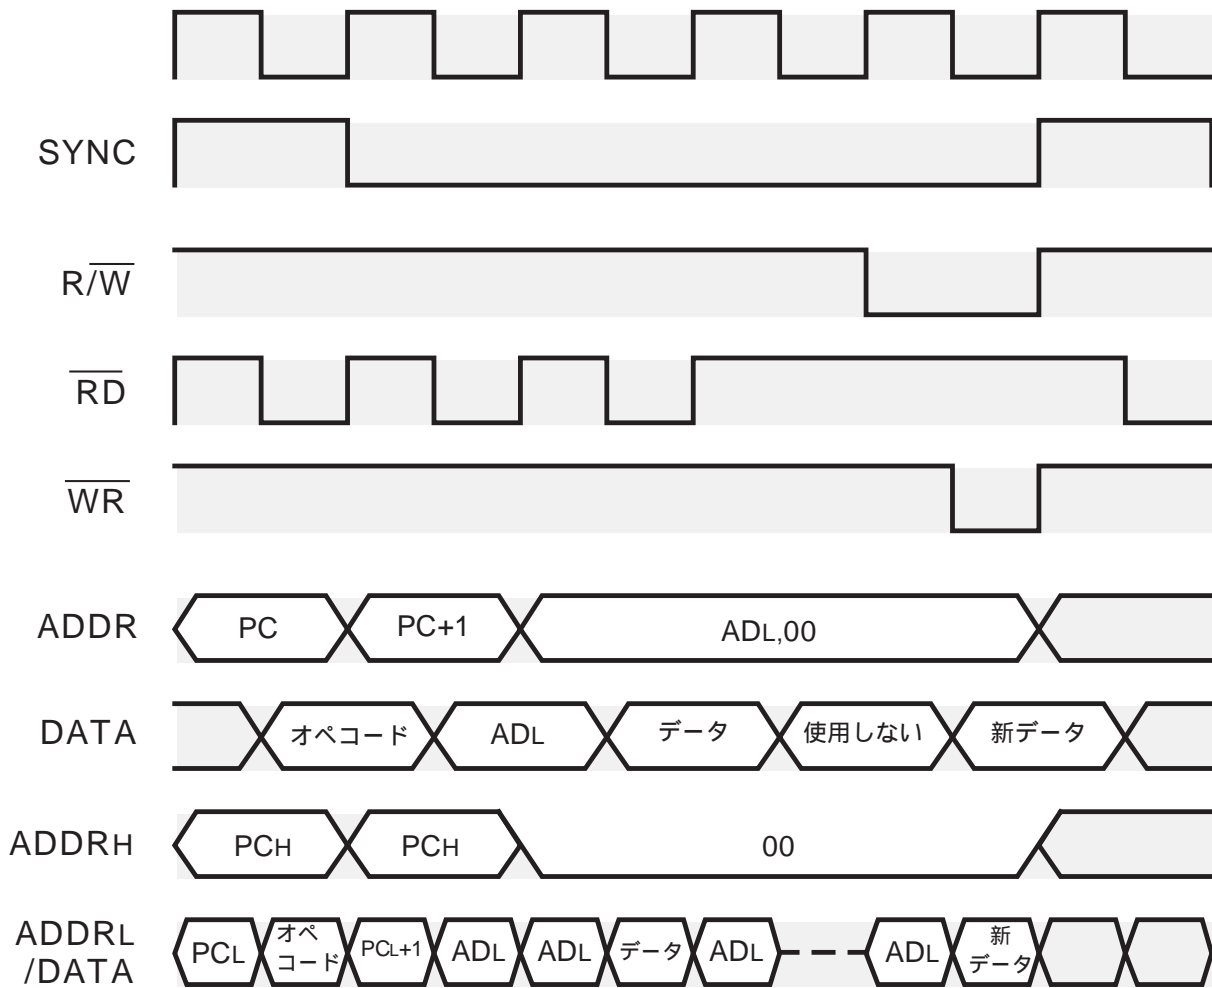 SYNC
R/W
RD
WR
ADDR
PC
PC+1
ADL,00
DATA
オペコード
ADL
データ
使用しない
新データ
ADDRH
PCH
PCH
00
ADDRL
/DATA
PCL
オペ
コード
PCL+1
ADL
ADL
データ
ADL
ADL
新
データ